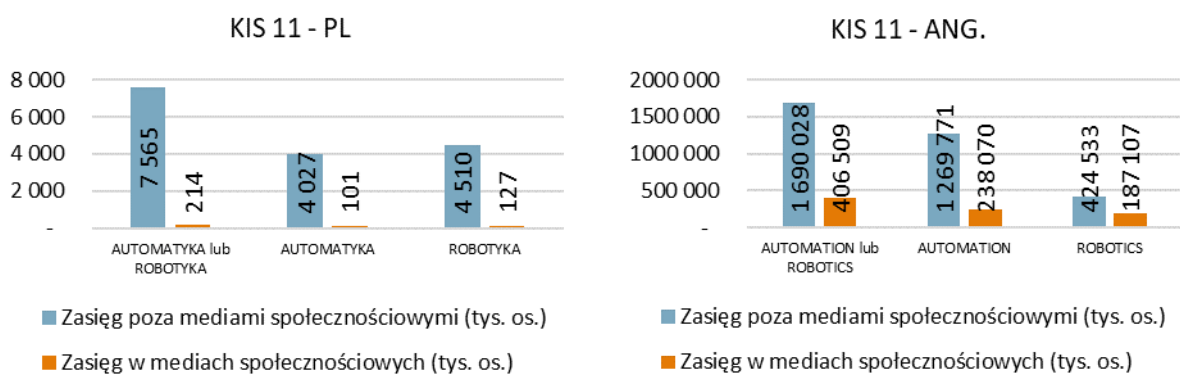 KIS 11 - PL
8 000
6 000
4 000
2 000
-
7 565
214
4 027
101
4 510
127
AUTOMATYKA lub
ROBOTYKA
AUTOMATYKA
ROBOTYKA
Zasięg poza mediami społecznościowymi (tys. os.)
Zasięg w mediach społecznościowych (tys. os.)
KIS 11 - ANG.
2000 000
1500 000
1000 000
500 000
-
1 690 028
406 509
1 269 771
238 070
424 533
187 107
AUTOMATION lub
ROBOTICS
AUTOMATION
ROBOTICS
Zasięg poza mediami społecznościowymi (tys. os.)
Zasięg w mediach społecznościowych (tys. os.)